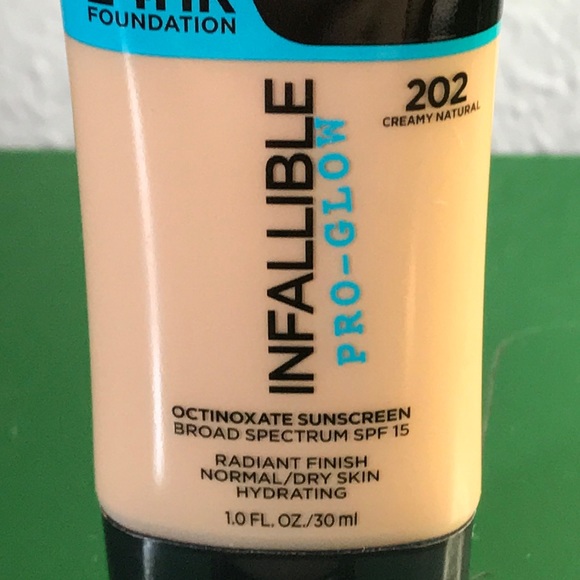 24HR
FOUNDATION
202
CREAMY NATURAL
INFALLIBLE
PRO-GLOW
OCTINOXATE SUNSCREEN
BROAD SPECTRUM SPF 15
RADIANT FINISH
NORMAL/DRY SKIN
HYDRATING
1.0 FL. OZ./30 ml